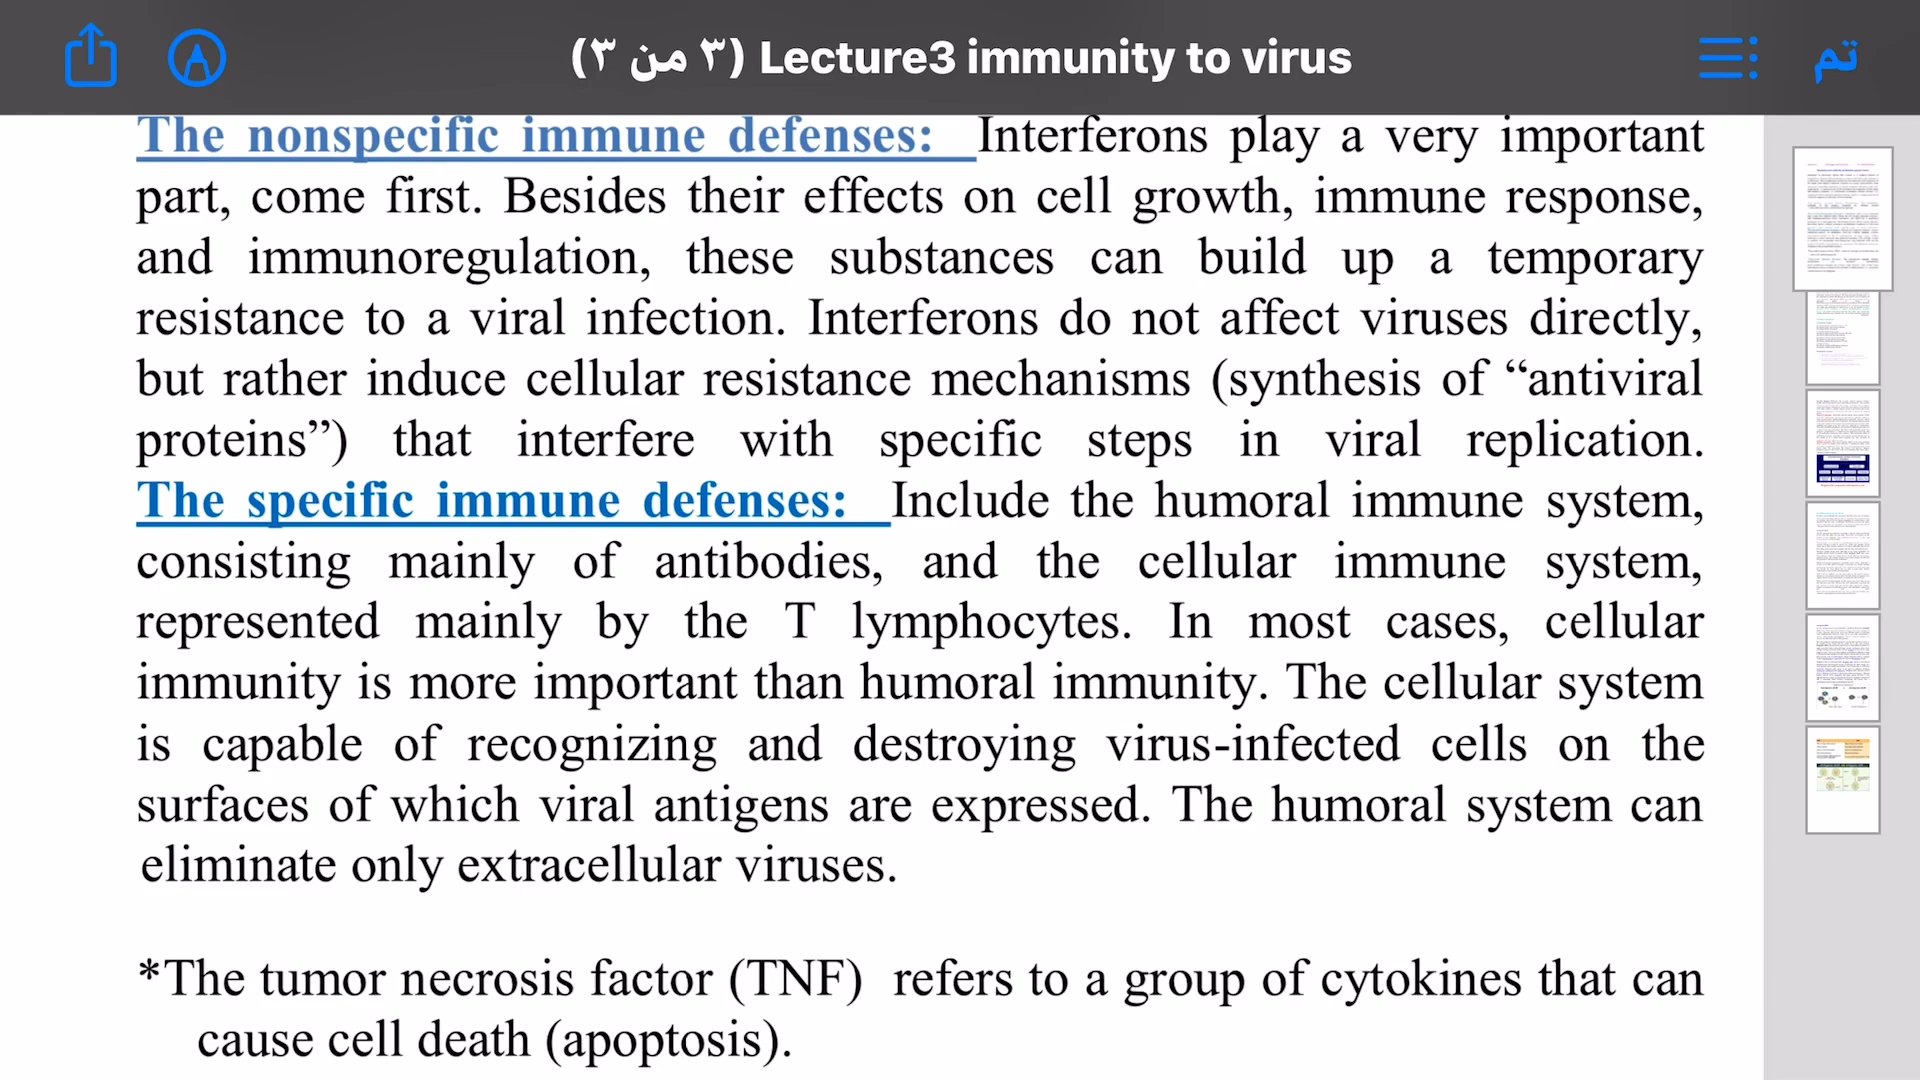 Lecture3 immunity to virus (٣ من ٣)
تم
The nonspecific immune defenses: Interferons play a very important
part, come first. Besides their effects on cell growth, immune response,
and immunoregulation, these substances can build up a temporary
resistance to a viral infection. Interferons do not affect viruses directly,
but rather induce cellular resistance mechanisms (synthesis of “antiviral
proteins”) that interfere with specific steps in viral replication.
The specific immune defenses: Include the humoral immune system,
consisting mainly of antibodies, and the cellular immune system,
represented mainly by the T lymphocytes. In most cases, cellular
immunity is more important than humoral immunity. The cellular system
is capable of recognizing and destroying virus-infected cells on the
surfaces of which viral antigens are expressed. The humoral system can
eliminate only extracellular viruses.
*The tumor necrosis factor (TNF) refers to a group of cytokines that can
cause cell death (apoptosis).